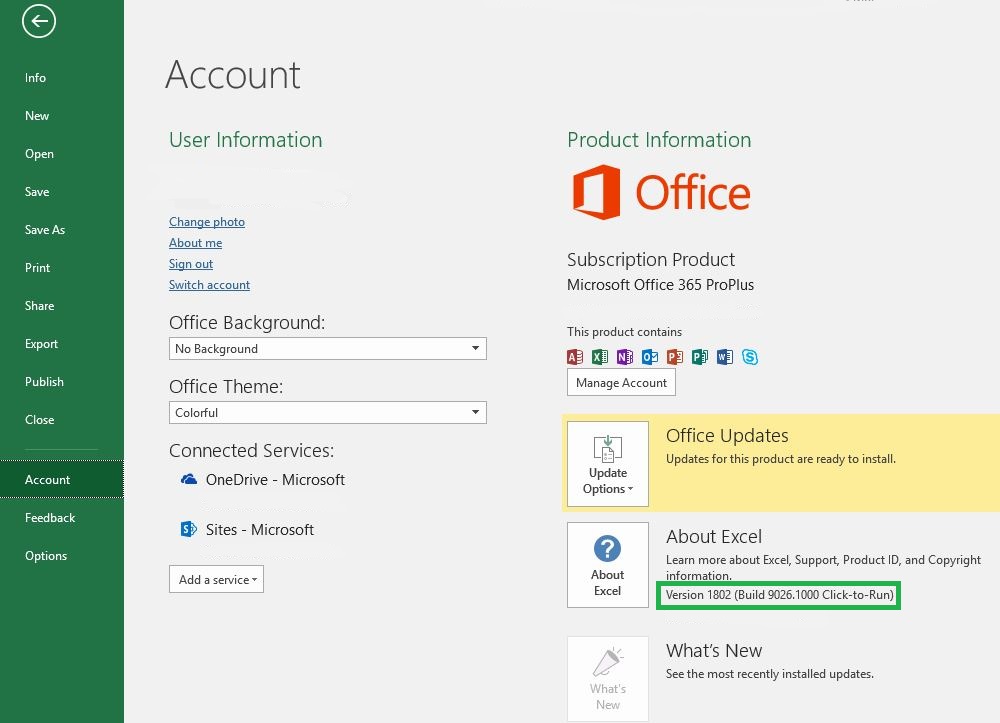 Info
New
Open
Save
Save As
Print
Share
Export
Publish
Close
Account
Feedback
Options
Account
User Information
Change photo
About me
Sign out
Switch account
Office Background:
No Background
Office Theme:
Colorful
Connected Services:
OneDrive - Microsoft
Sites - Microsoft
Add a service
Product Information
Office
Subscription Product
Microsoft Office 365 ProPlus
This product contains
Manage Account
Update
Options
Office Updates
Updates for this product are ready to install.
About
Excel
About Excel
Learn more about Excel, Support, Product ID, and Copyright
information.
Version 1802 (Build 9026.1000 Click-to-Run)
What's
New
What's New
See the most recently installed updates.